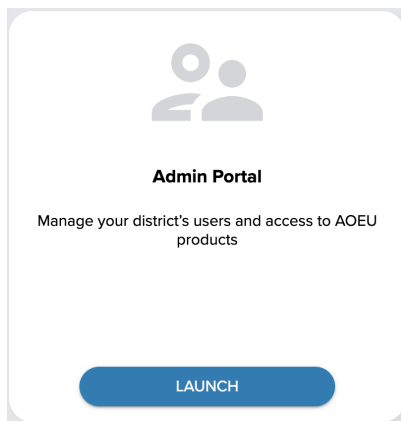 Admin Portal
Manage your district’s users and access to AOEU
products
LAUNCH